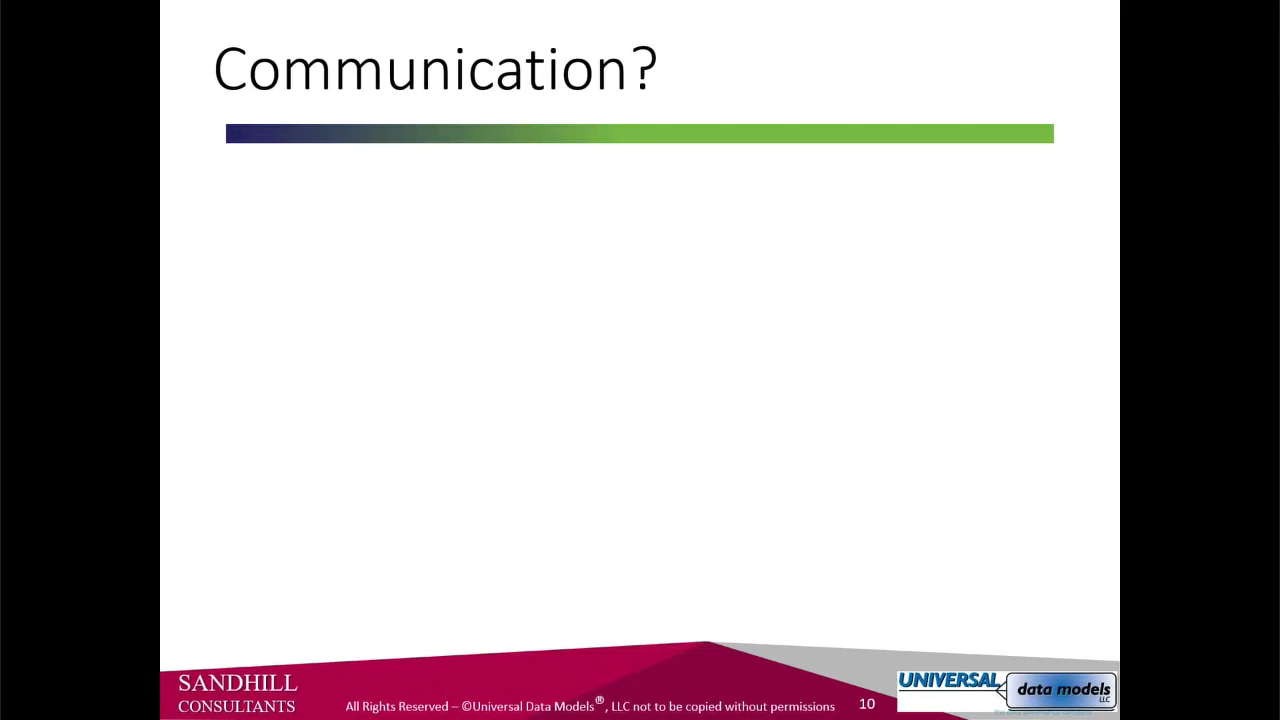 Communication?
SANDHILL
CONSULTANTS
All Rights Reserved – ©Universal Data Models®, LLC not to be copied without permissions
10
UNIVERSAL
data models
LLC